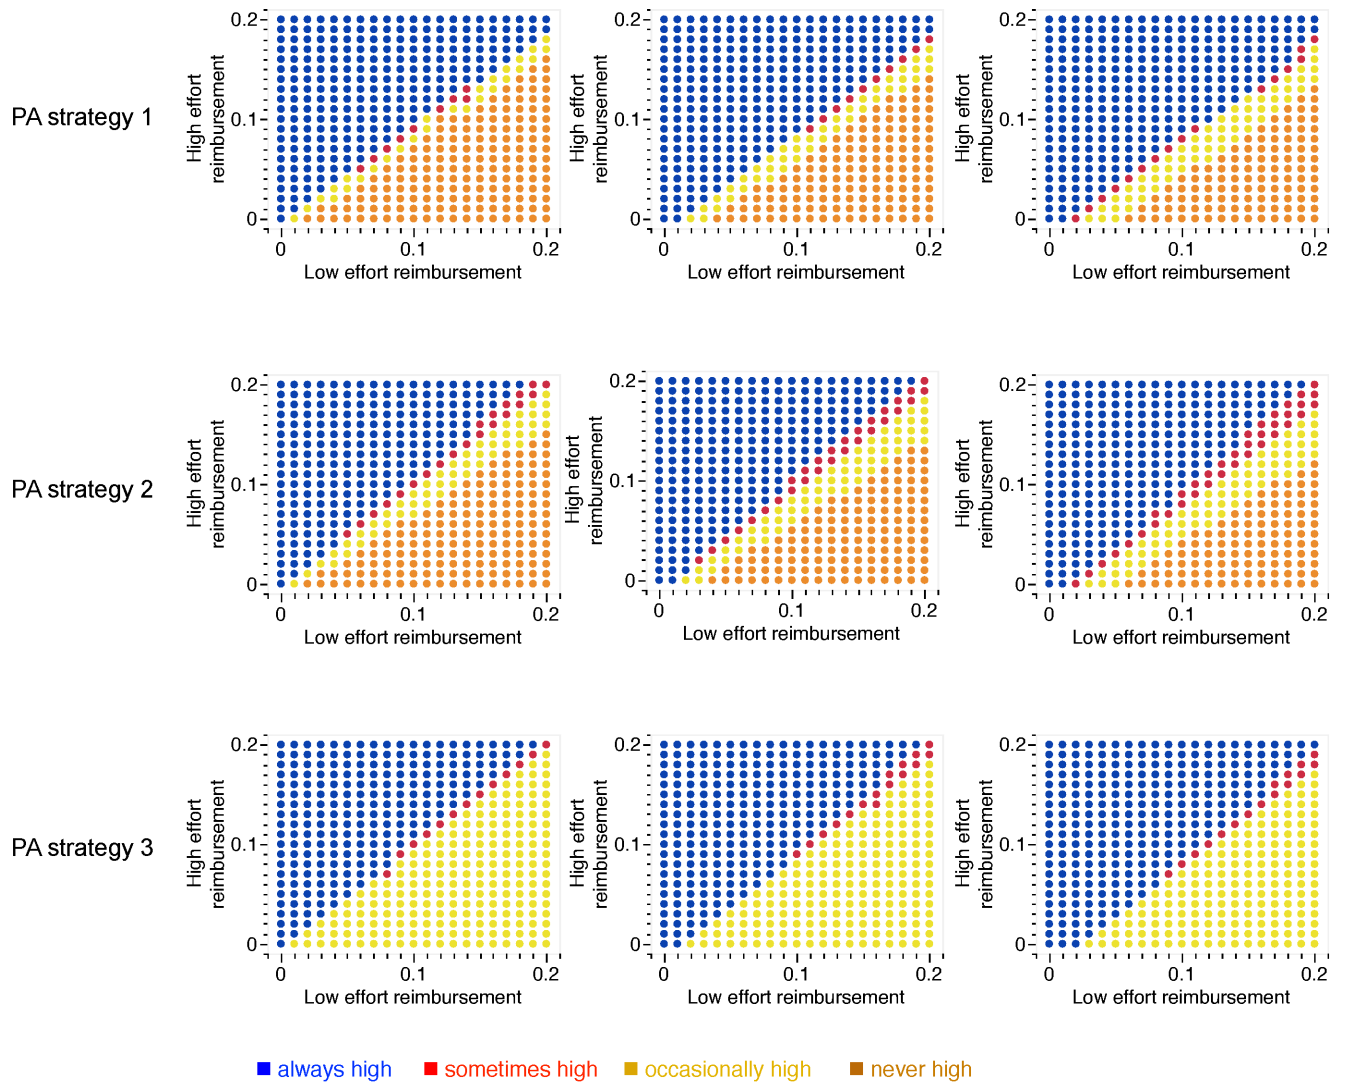 PA strategy 1
High effort
reimbursement
0.2
0.1
0
0
0.1
0.2
Low effort reimbursement
High effort
reimbursement
0.2
0.1
0
0
0.1
0.2
Low effort reimbursement
High effort
reimbursement
0.2
0.1
0
0
0.1
0.2
Low effort reimbursement
PA strategy 2
High effort
reimbursement
0.2
0.1
0
0
0.1
0.2
Low effort reimbursement
High effort
reimbursement
0.2
0.1
0
0
0.1
0.2
Low effort reimbursement
High effort
reimbursement
0.2
0.1
0
0
0.1
0.2
Low effort reimbursement
PA strategy 3
High effort
reimbursement
0.2
0.1
0
0
0.1
0.2
Low effort reimbursement
High effort
reimbursement
0.2
0.1
0
0
0.1
0.2
Low effort reimbursement
High effort
reimbursement
0.2
0.1
0
0
0.1
0.2
Low effort reimbursement
always high
sometimes high
occasionally high
never high